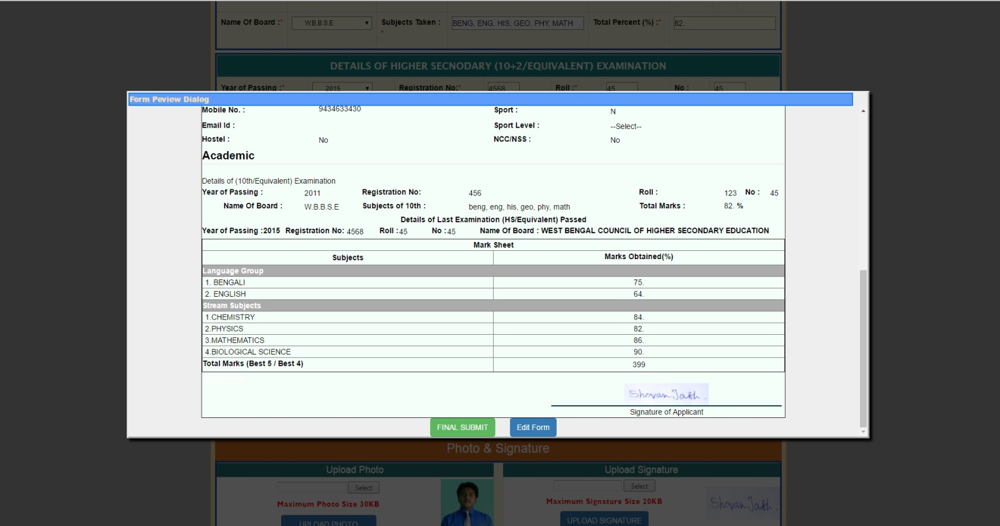 Name Of Board :* W.B.B.S.E Subjects Taken : * BENG, ENG, HIS, GEO, PHY, MATH Total Percent (%) :* 82.
DETAILS OF HIGHER SECNODARY (10+2/EQUIVALENT) EXAMINATION
Year of Passing :* 2015 Registration No:* 4568 Roll :* 45 No : 45
Form Peview Dialog
Mobile No. : 9434633430 Sport : N
Email Id : Sport Level : --Select--
Hostel : No NCC/NSS : No
Academic
Details of (10th/Equivalent) Examination
Year of Passing : 2011 Registration No: 456 Roll : 123 No : 45
Name Of Board : W.B.B.S.E Subjects of 10th : beng, eng, his, geo, phy, math Total Marks : 82. %
Details of Last Examination (HS/Equivalent) Passed
Year of Passing :2015 Registration No: 4568 Roll :45 No :45 Name Of Board : WEST BENGAL COUNCIL OF HIGHER SECONDARY EDUCATION
Mark Sheet
Subjects Marks Obtained(%)
Language Group
1. BENGALI 75.
2. ENGLISH 64.
Stream Subjects
1.CHEMISTRY 84.
2.PHYSICS 82.
3.MATHEMATICS 86.
4.BIOLOGICAL SCIENCE 90.
Total Marks (Best 5 / Best 4) 399
Shovan Jash.
Signature of Applicant
FINAL SUBMIT Edit Form
Photo & Signature
Upload Photo Upload Signature
Select Select
Maximum Photo Size 30KB Maximum Signature Size 20KB
Shovan Jash.
UPLOAD PHOTO UPLOAD SIGNATURE